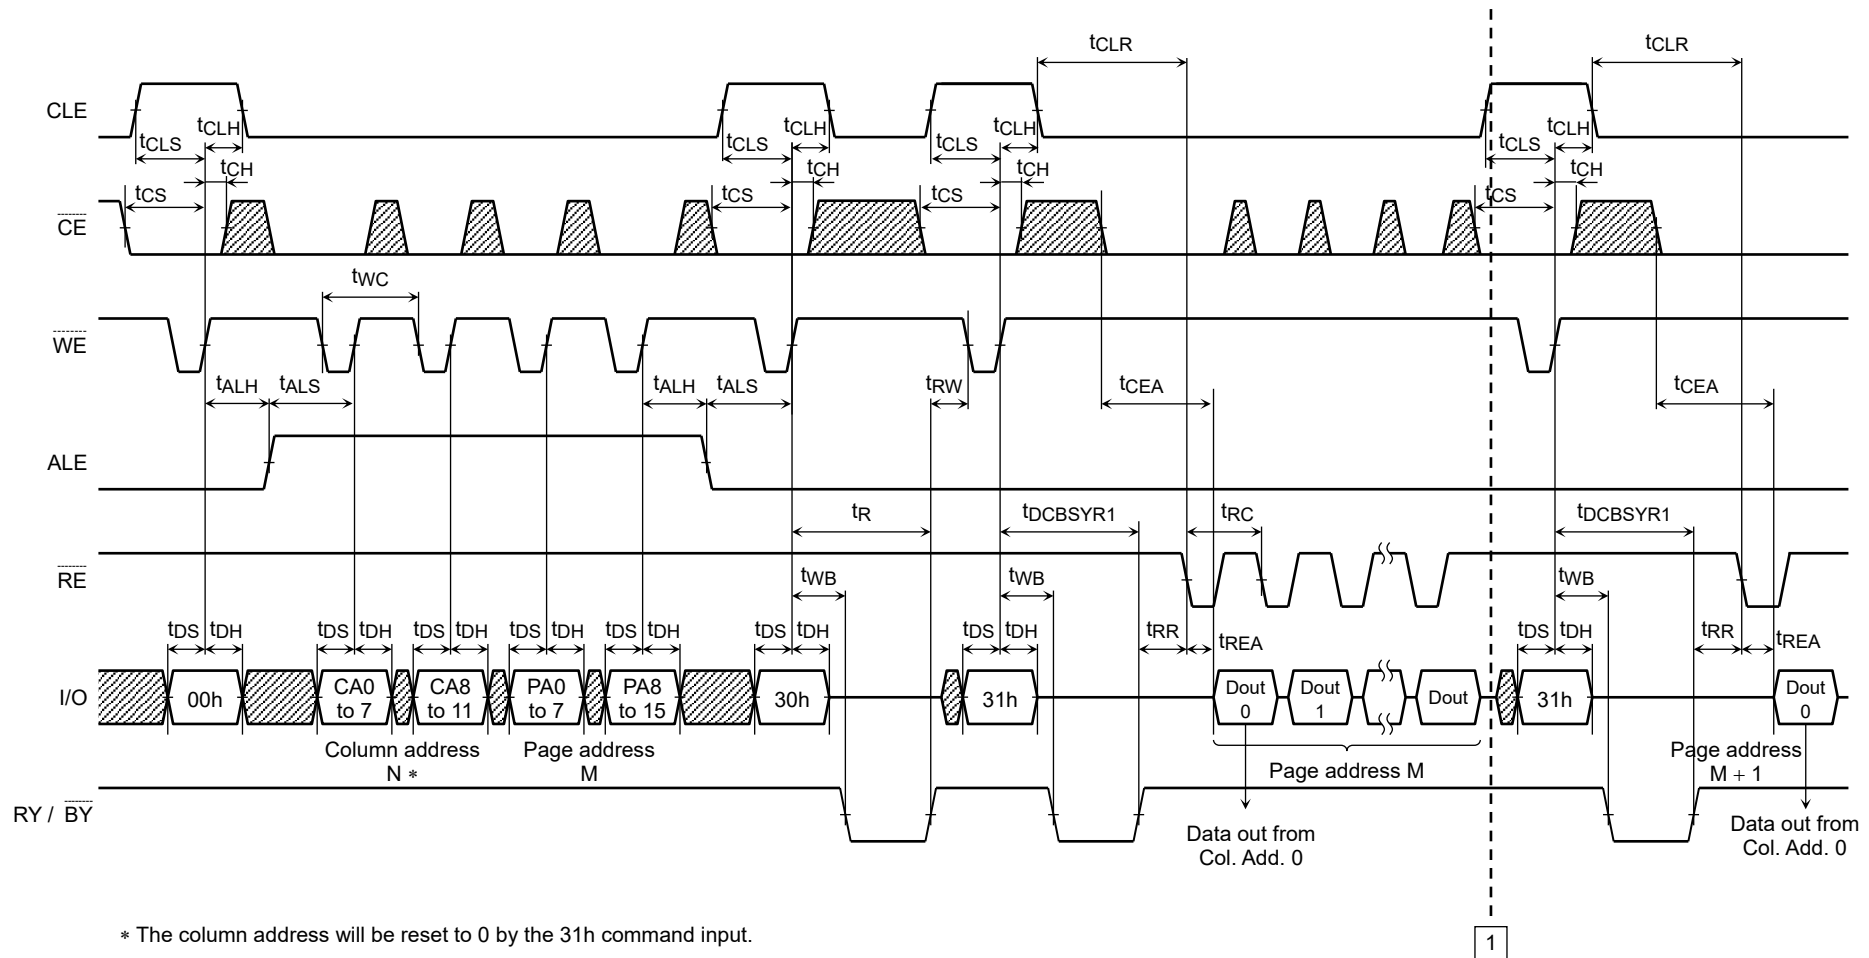 tCLR tCLR
CLE
tCLH tCLH tCLH tCLH
tCLS tCLS tCLS tCLS
tCH tCH tCH tCH
tCS tCS tCS tCS
CE
tWC
WE
tALH tALS tALH tALS tRW tCEA tCEA
ALE
tR tDCBSYR1 tRC tDCBSYR1
RE
tWB tWB tWB
tDS tDH tDS tDH tDS tDH tDS tDH tDS tDH tDS tDH tDS tDH tRR tREA tDS tDH tRR tREA
I/O
00h
CA0 to 7
CA8 to 11
PA0 to 7
PA8 to 15
30h
31h
Dout 0
Dout 1
Dout
31h
Dout 0
Column address
N *
Page address
M
Page address M
Page address
M + 1
RY / BY
Data out from
Col. Add. 0
Data out from
Col. Add. 0
* The column address will be reset to 0 by the 31h command input.
1